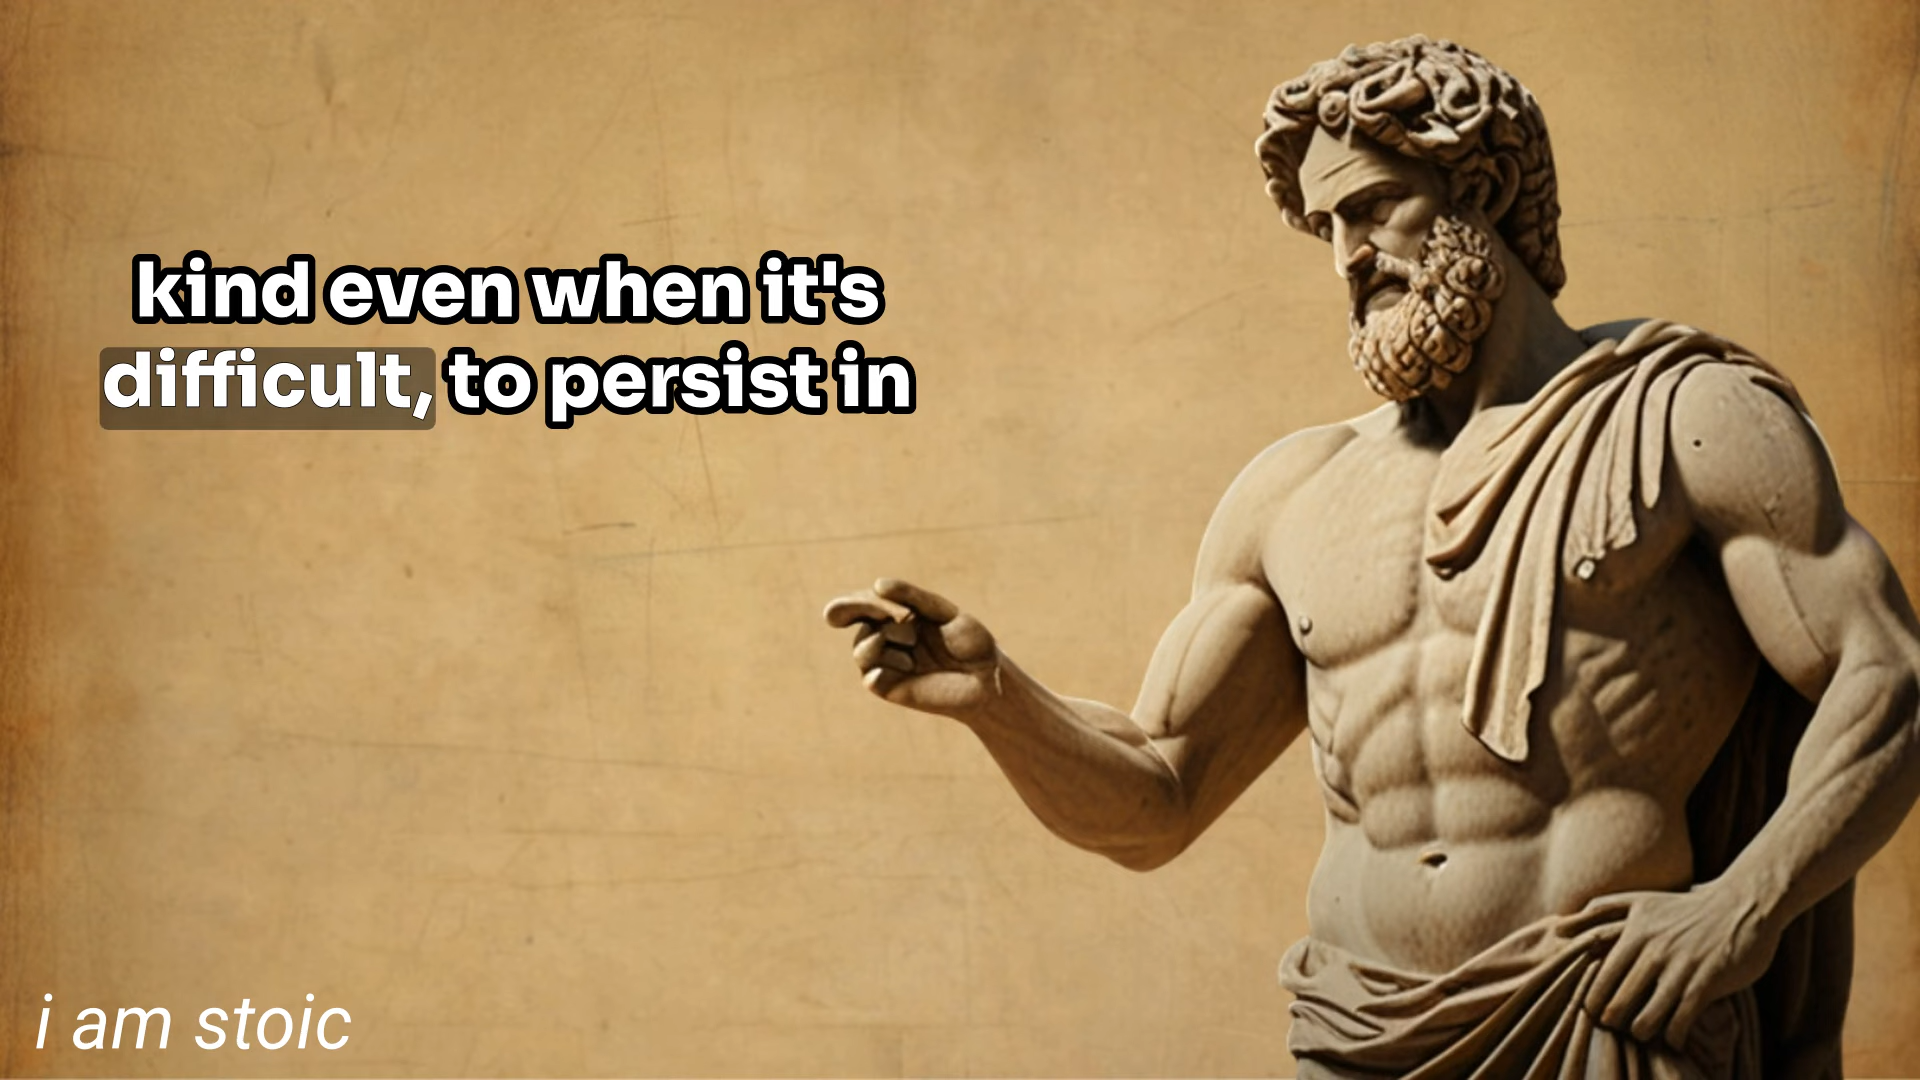 kind even when it's
difficult, to persist in
i am stoic